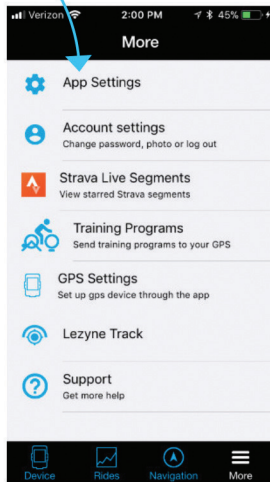 Verizon 2:00 PM 45%
More
App Settings
Account settings
Change password, photo or log out
Strava Live Segments
View starred Strava segments
Training Programs
Send training programs to your GPS
GPS Settings
Set up gps device through the app
Lezyne Track
Support
Get more help
Device Rides Navigation More